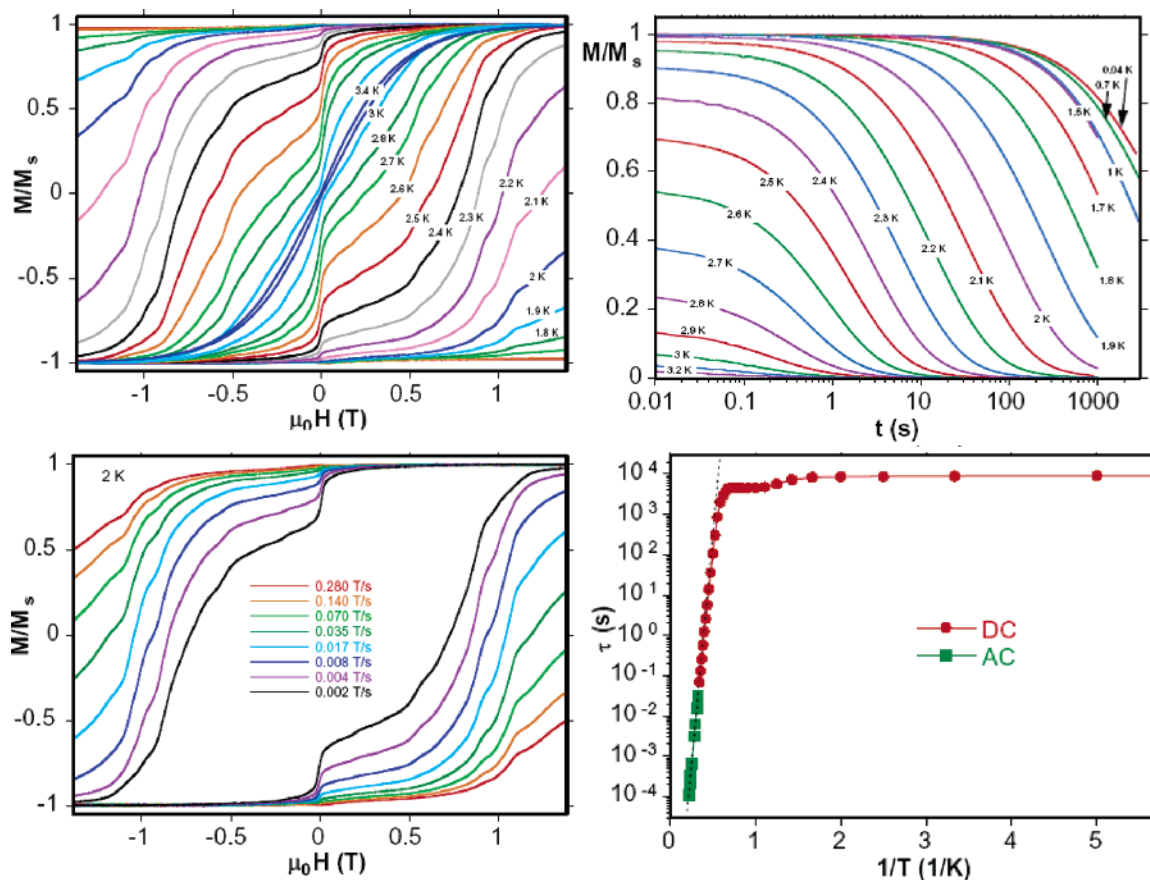 M/M s
1
0.5
0
-0.5
-1
3.4 K
3 K
2.8 K
2.7 K
2.6 K
2.5 K
2.4 K
2.3 K
2.2 K
2.1 K
2 K
1.9 K
1.8 K
-1 -0.5 0 0.5 1
μ0H (T)
M/Ms
1
0.8
0.6
0.4
0.2
0
0.04 K
0.7 K
1.5 K
1 K
1.7 K
1.8 K
1.9 K
2 K
2.1 K
2.2 K
2.3 K
2.4 K
2.5 K
2.6 K
2.7 K
2.8 K
2.9 K
3 K
3.2 K
0.01 0.1 1 10 100 1000
t (s)
2 K
M/M s
1
0.5
0
-0.5
-1
0.280 T/s
0.140 T/s
0.070 T/s
0.035 T/s
0.017 T/s
0.008 T/s
0.004 T/s
0.002 T/s
-1 -0.5 0 0.5 1
μ0H (T)
τ (s)
10^4
10^3
10^2
10^1
10^0
10^-1
10^-2
10^-3
10^-4
DC
AC
0 1 2 3 4 5
1/T (1/K)